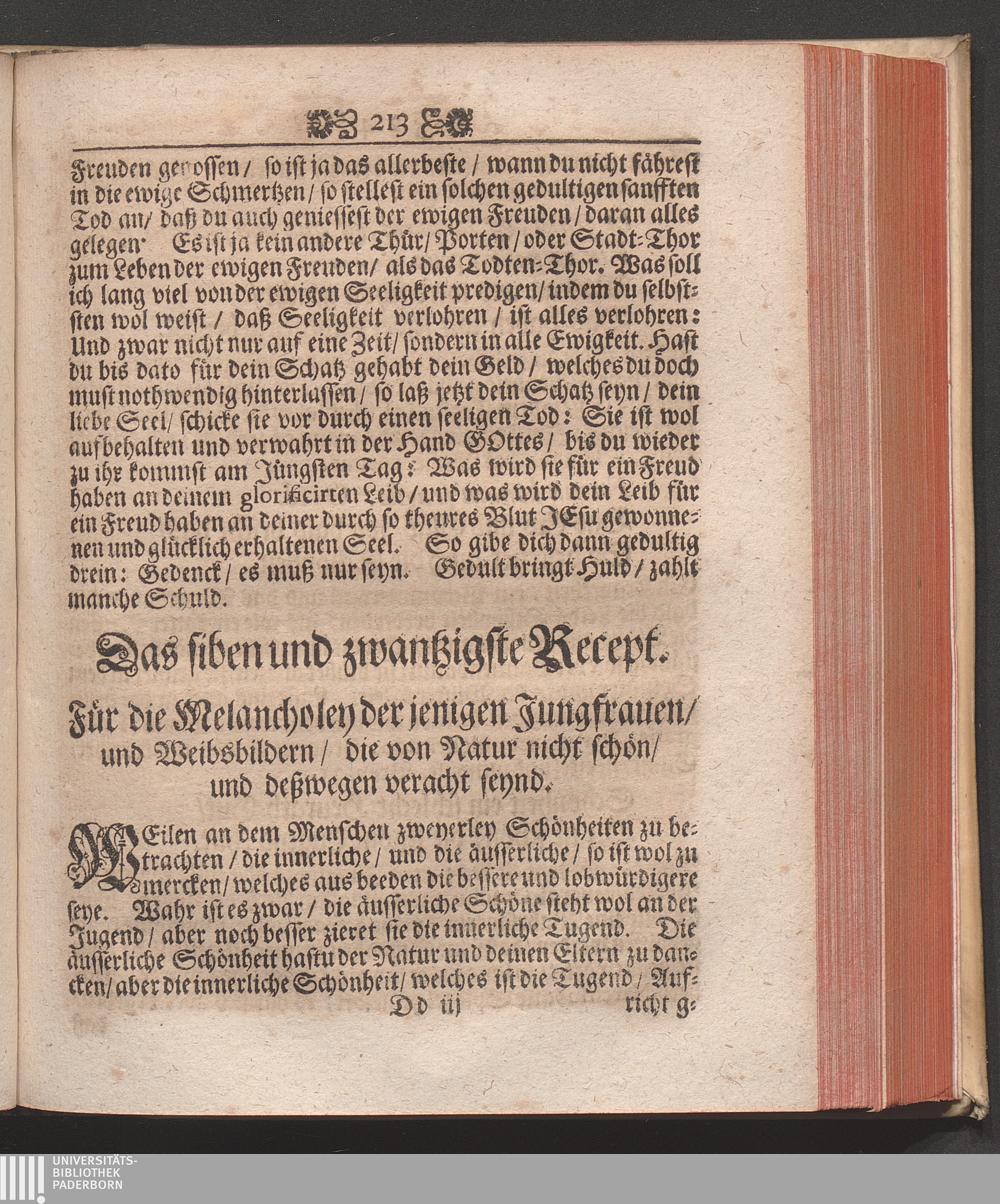 213
Freuden genossen / so ist ja das allerbeste / wann du nicht fährest
in die ewige Schmertzen / so stellest ein solchen gedultigen sanfften
Tod an / daß du auch geniessest der ewigen Freuden / daran alles
gelegen. Es ist ja kein andere Thür / Porten / oder Stadt-Thor
zum Leben der ewigen Freuden / als das Todten-Thor. Was soll
ich lang viel von der ewigen Seeligkeit predigen / indem du selbst-
sten wol weist / daß Seeligkeit verlohren / ist alles verlohren:
Und zwar nicht nur auf eine Zeit / sondern in alle Ewigkeit. Hast
du bis dato für dein Schatz gehabt dein Geld / welches du doch
must nothwendig hinterlassen / so laß jetzt dein Schatz seyn / dein
liebe Seel / schicke sie vor durch einen seeligen Tod: Sie ist wol
aufbehalten und verwahrt in der Hand GOttes / bis du wieder
zu ihr kommst am Jüngsten Tag: Was wird sie für ein Freud
haben an deinem glorificirten Leib / und was wird dein Leib für
ein Freud haben an deiner durch so theures Blut JEsu gewonne-
nen und glücklich erhaltenen Seel. So gibe dich dann gedultig
drein: Gedenck / es muß nur seyn. Gedult bringt Huld / zahlt
manche Schuld.
Das siben und zwantzigste Recept.
Für die Melancholey der jenigen Jungfrauen /
und Weibsbildern / die von Natur nicht schön /
und deßwegen veracht seynd.
WEilen an dem Menschen zweyerley Schönheiten zu be-
trachten / die innerliche / und die äusserliche / so ist wol zu
mercken / welches aus beeden die bessere und lobwürdigere
seye. Wahr ist es zwar / die äusserliche Schöne steht wol an der
Jugend / aber noch besser zieret sie die innerliche Tugend. Die
äusserliche Schönheit hastu der Natur und deinen Eltern zu dan-
cken / aber die innerliche Schönheit / welches ist die Tugend / Auf-
Dd iij richt g-
UNIVERSITÄTS-
BIBLIOTHEK
PADERBORN